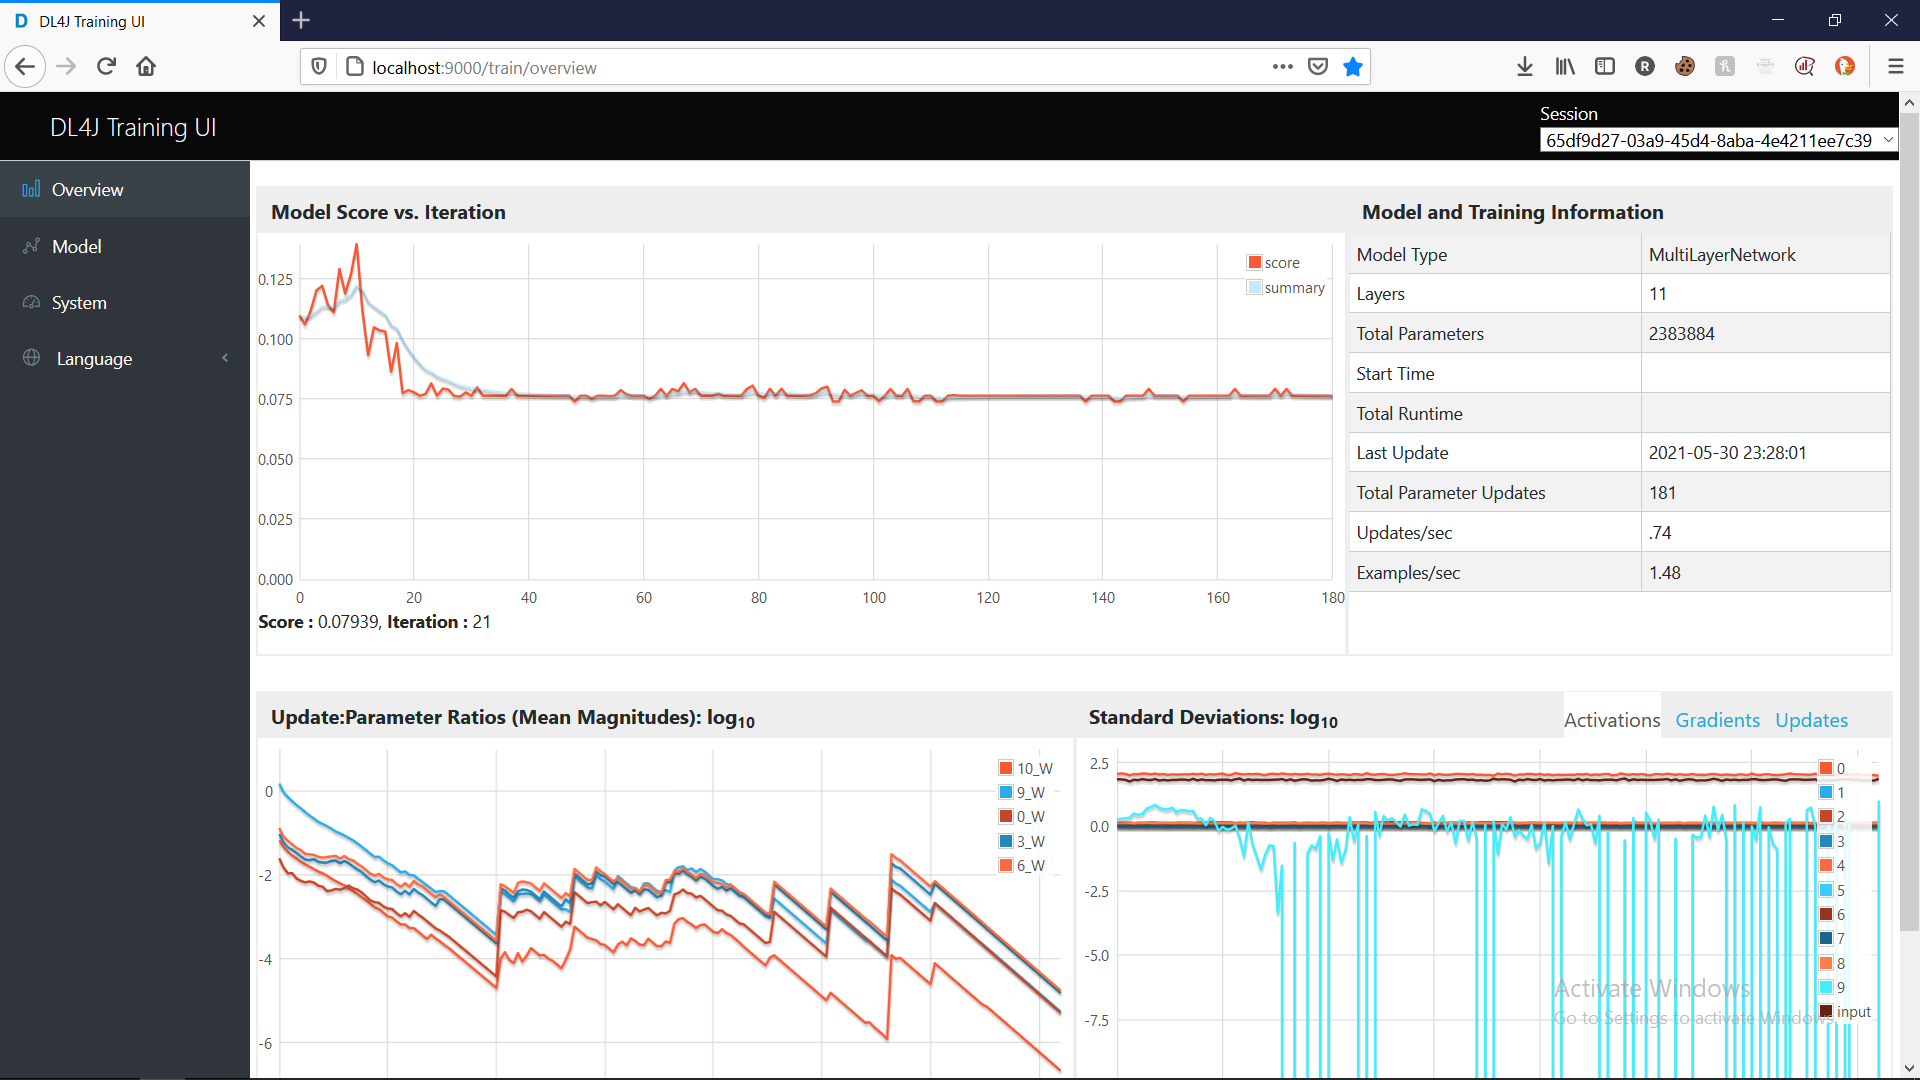 DL4J Training UI
localhost:9000/train/overview
DL4J Training UI
Session
65df9d27-03a9-45d4-8aba-4e4211ee7c39
Overview
Model
System
Language
Model Score vs. Iteration
score
summary
0.125
0.100
0.075
0.050
0.025
0.000
0 20 40 60 80 100 120 140 160 180
Score : 0.07939, Iteration : 21
Model and Training Information
Model Type MultiLayerNetwork
Layers 11
Total Parameters 2383884
Start Time
Total Runtime
Last Update 2021-05-30 23:28:01
Total Parameter Updates 181
Updates/sec .74
Examples/sec 1.48
Update:Parameter Ratios (Mean Magnitudes): log10
10_W
9_W
0_W
3_W
6_W
0
-2
-4
-6
Standard Deviations: log10
Activations Gradients Updates
2.5
0.0
-2.5
-5.0
-7.5
0
1
2
3
4
5
6
7
8
9
input
Activate Windows
Go to Settings to activate Windows.